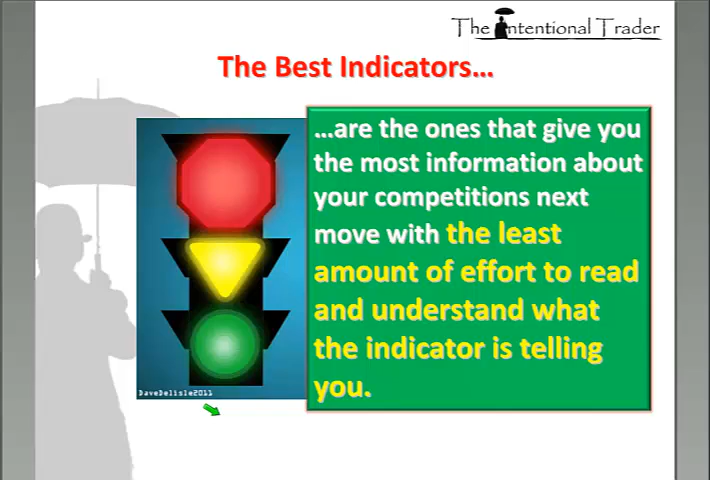 The Intentional Trader
The Best Indicators...
...are the ones that give you
the most information about
your competitions next
move with the least
amount of effort to read
and understand what
the indicator is telling
you.
DaveDelisle2011